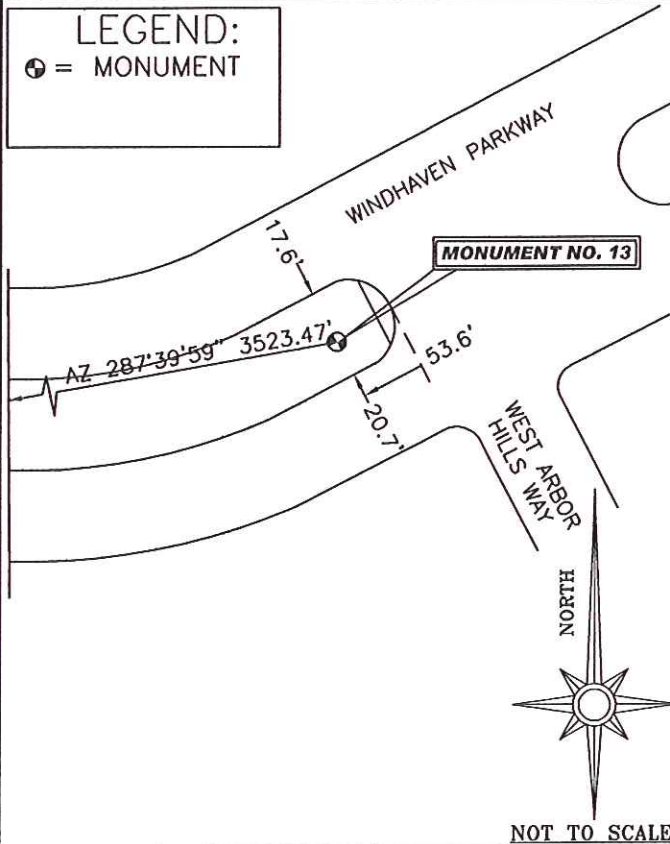 LEGEND:
= MONUMENT
WINDHAVEN PARKWAY
17.6'
MONUMENT NO. 13
AZ 287°39'59" 3523.47'
53.6'
20.7'
WEST ARBOR
HILLS WAY
NORTH
NOT TO SCALE